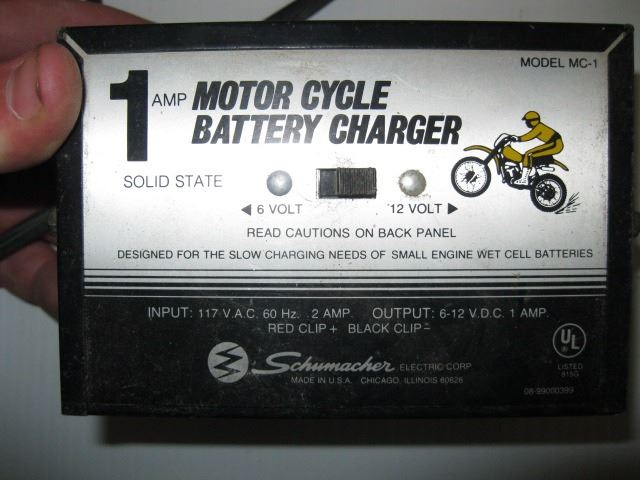 MODEL MC-1
1 AMP MOTOR CYCLE
BATTERY CHARGER
SOLID STATE
◄ 6 VOLT 12 VOLT ►
READ CAUTIONS ON BACK PANEL
DESIGNED FOR THE SLOW CHARGING NEEDS OF SMALL ENGINE WET CELL BATTERIES
INPUT: 117 V.A.C. 60 Hz. .2 AMP. OUTPUT: 6-12 V.D.C. 1 AMP.
RED CLIP + BLACK CLIP -
UL
Schumacher ELECTRIC CORP.
MADE IN U.S.A. CHICAGO, ILLINOIS 60626
LISTED
815G
08-99000399